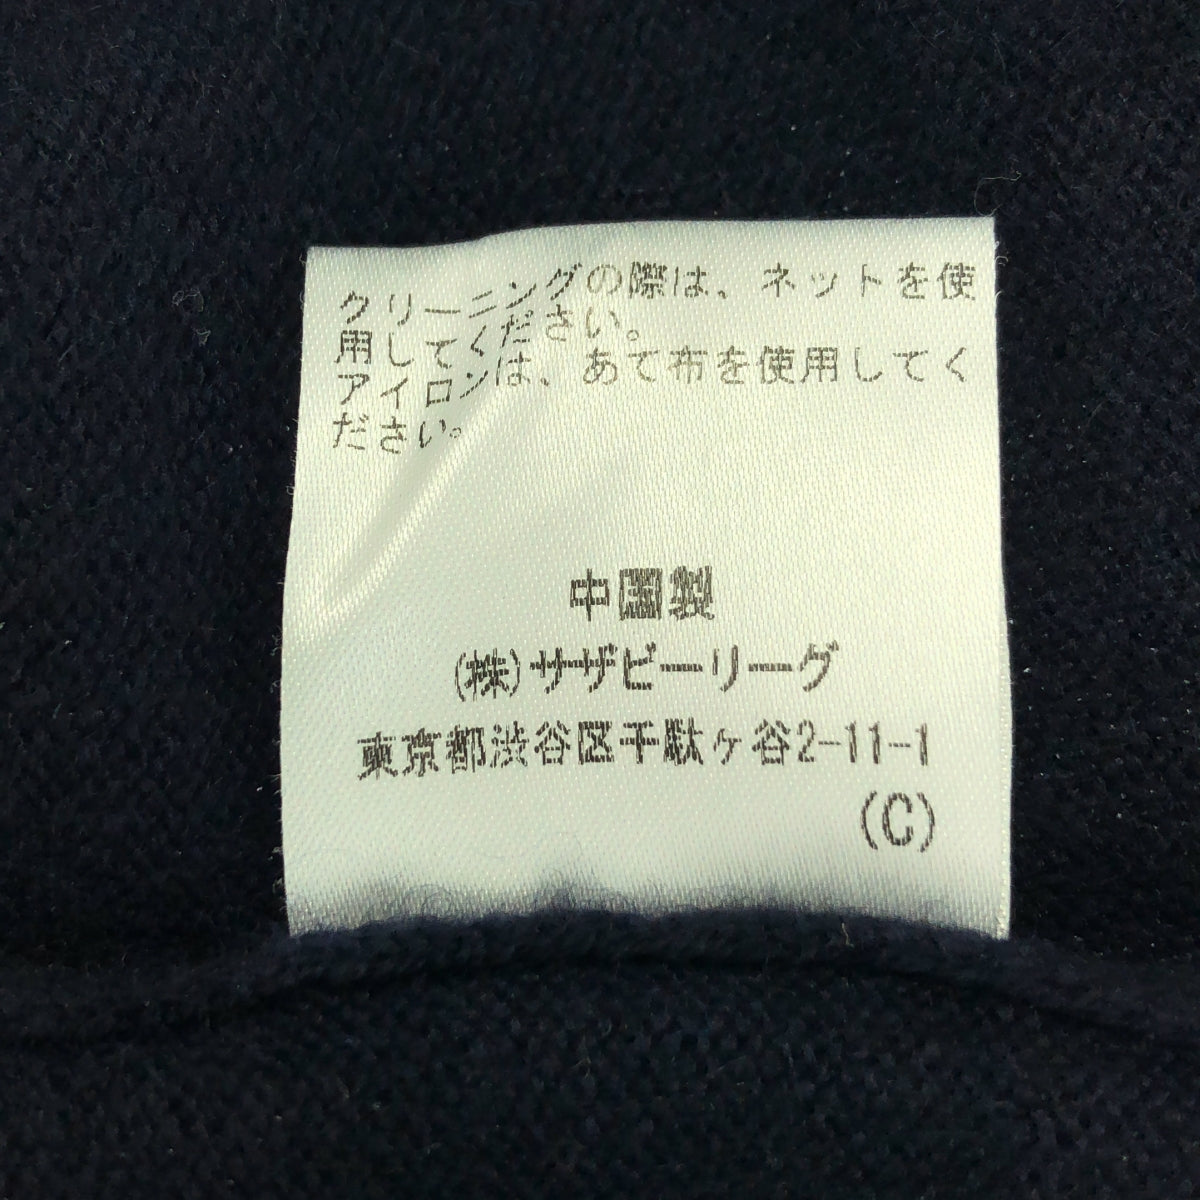 クリーニングの際は、ネットを使
用してください。
アイロンは、あて布を使用してく
ださい。
中国製
(株)サザビーリーグ
東京都渋谷区千駄ヶ谷2-11-1
(C)